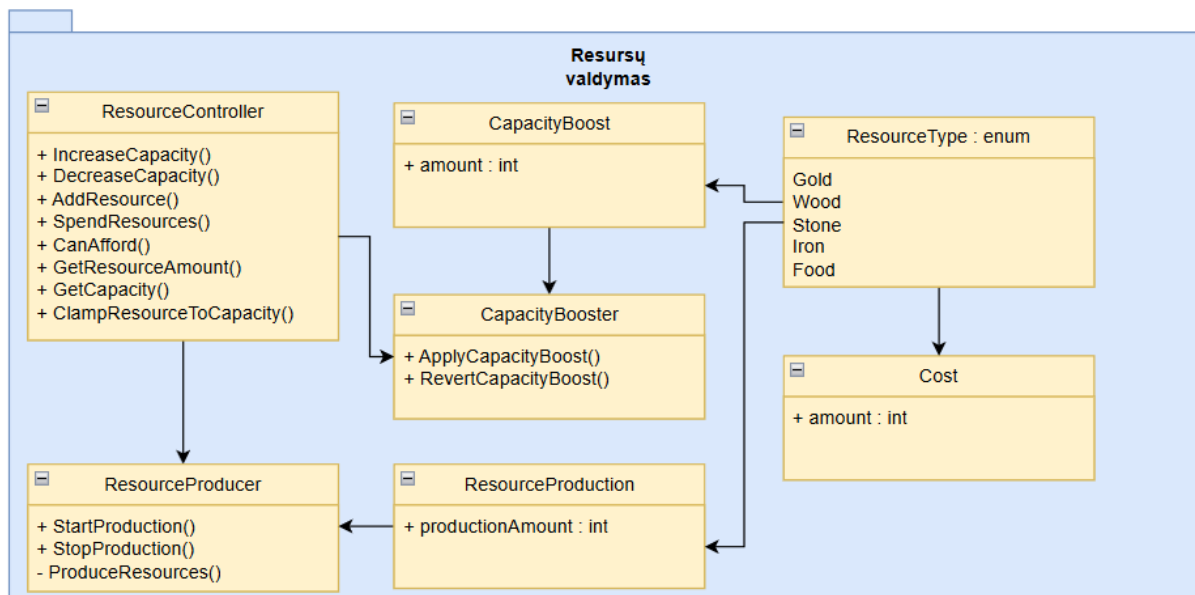 Resursų
valdymas
ResourceController
+ IncreaseCapacity()
+ DecreaseCapacity()
+ AddResource()
+ SpendResources()
+ CanAfford()
+ GetResourceAmount()
+ GetCapacity()
+ ClampResourceToCapacity()
CapacityBoost
+ amount : int
ResourceType : enum
Gold
Wood
Stone
Iron
Food
CapacityBooster
+ ApplyCapacityBoost()
+ RevertCapacityBoost()
Cost
+ amount : int
ResourceProducer
+ StartProduction()
+ StopProduction()
- ProduceResources()
ResourceProduction
+ productionAmount : int